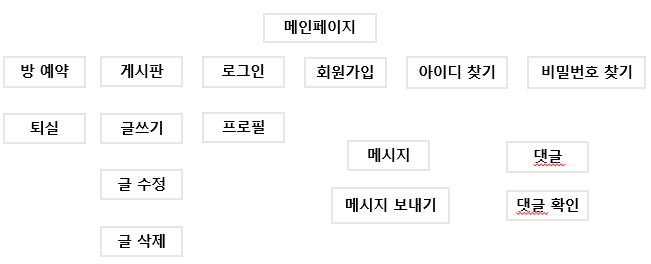 메인페이지
방 예약
게시판
로그인
회원가입
아이디 찾기
비밀번호 찾기
퇴실
글쓰기
프로필
메시지
댓글
글 수정
메시지 보내기
댓글 확인
글 삭제